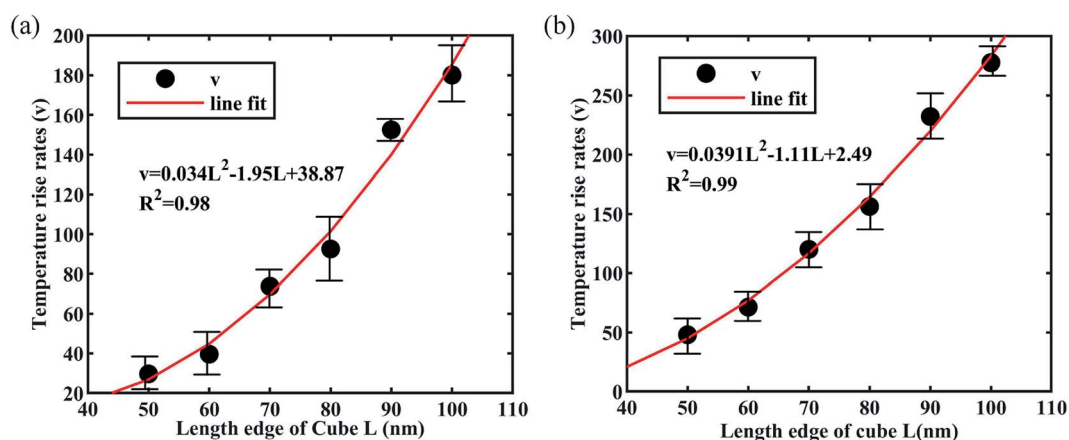 (a)
200
180
160
140
120
100
80
60
40
20
Temperature rise rates (v)
v
line fit
v=0.034L²-1.95L+38.87
R²=0.98
40 50 60 70 80 90 100 110
Length edge of Cube L (nm)
(b)
300
250
200
150
100
50
0
Temperature rise rates (v)
v
line fit
v=0.0391L²-1.11L+2.49
R²=0.99
40 50 60 70 80 90 100 110
Length edge of cube L(nm)